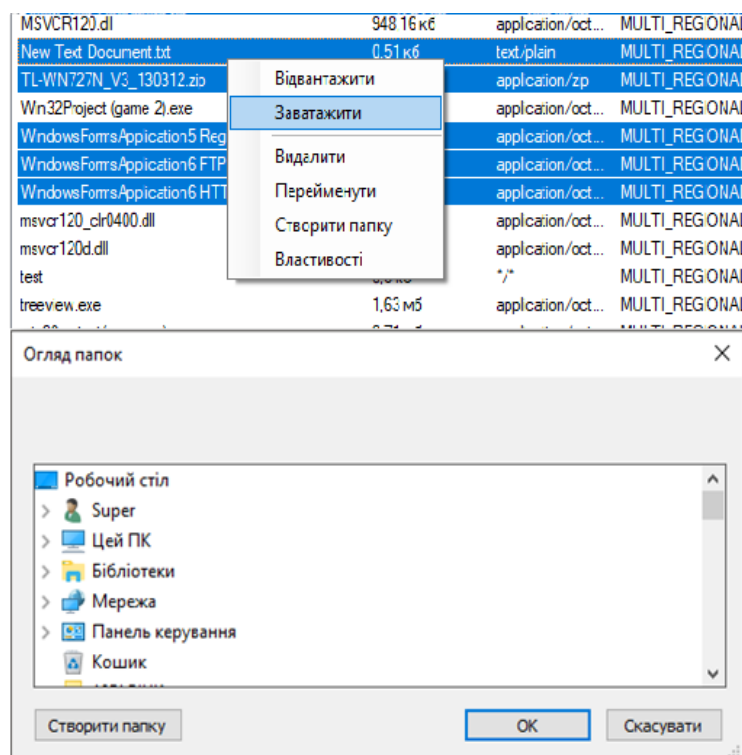 MSVCR120.dll 948 16 кб application/oct... MULTI_REGIONAL
New Text Document.txt 0.51 кб text/plain MULTI_REGIONAL
TL-WN727N_V3_130312.zip application/zip MULTI_REGIONAL
Win32Project (game 2).exe application/oct... MULTI_REGIONAL
WindowsFormsApplication5 Reg application/oct... MULTI_REGIONAL
WindowsFormsApplication6 FTP application/oct... MULTI_REGIONAL
WindowsFormsApplication6 HTT application/oct... MULTI_REGIONAL
msvcr120_clr0400.dll application/oct... MULTI_REGIONAL
msvcr120d.dll application/oct... MULTI_REGIONAL
test */* MULTI_REGIONAL
treeview.exe 1,63 мб application/oct... MULTI_REGIONAL
Відвантажити
Заватажити
Видалити
Перейменути
Створити папку
Властивості
Огляд папок
Робочий стіл
Super
Цей ПК
Бібліотеки
Мережа
Панель керування
Кошик
Створити папку OK Скасувати